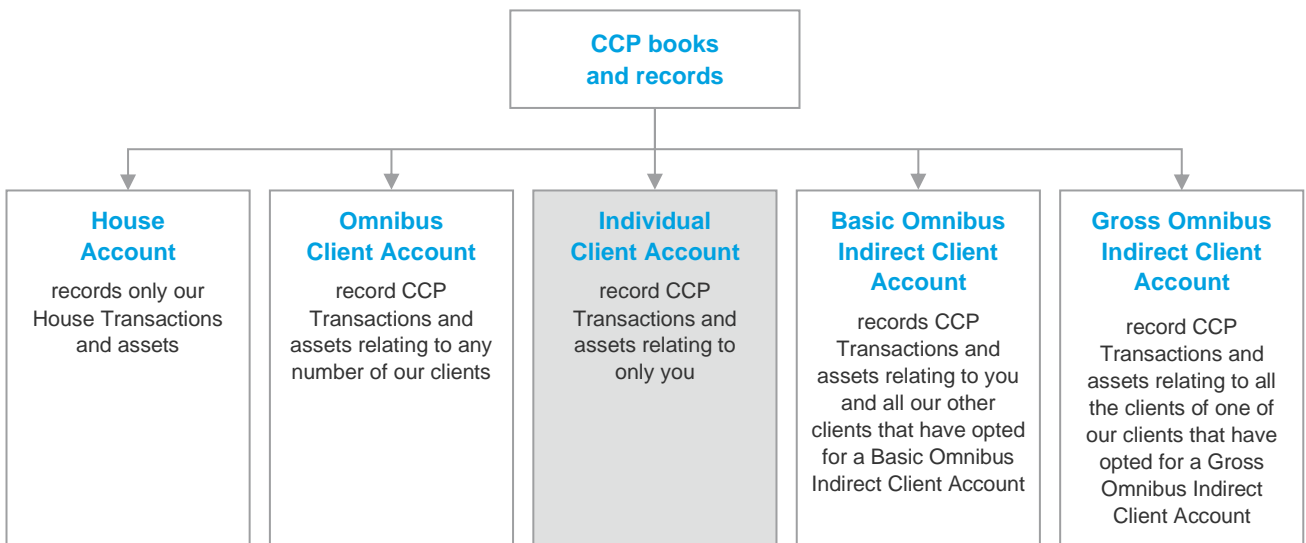 CCP books
and records
House
Account
records only our
House Transactions
and assets
Omnibus
Client Account
record CCP
Transactions and
assets relating to any
number of our clients
Individual
Client Account
record CCP
Transactions and
assets relating to
only you
Basic Omnibus
Indirect Client
Account
records CCP
Transactions and
assets relating to you
and all our other
clients that have opted
for a Basic Omnibus
Indirect Client Account
Gross Omnibus
Indirect Client
Account
record CCP
Transactions and
assets relating to all
the clients of one of
our clients that have
opted for a Gross
Omnibus Indirect
Client Account